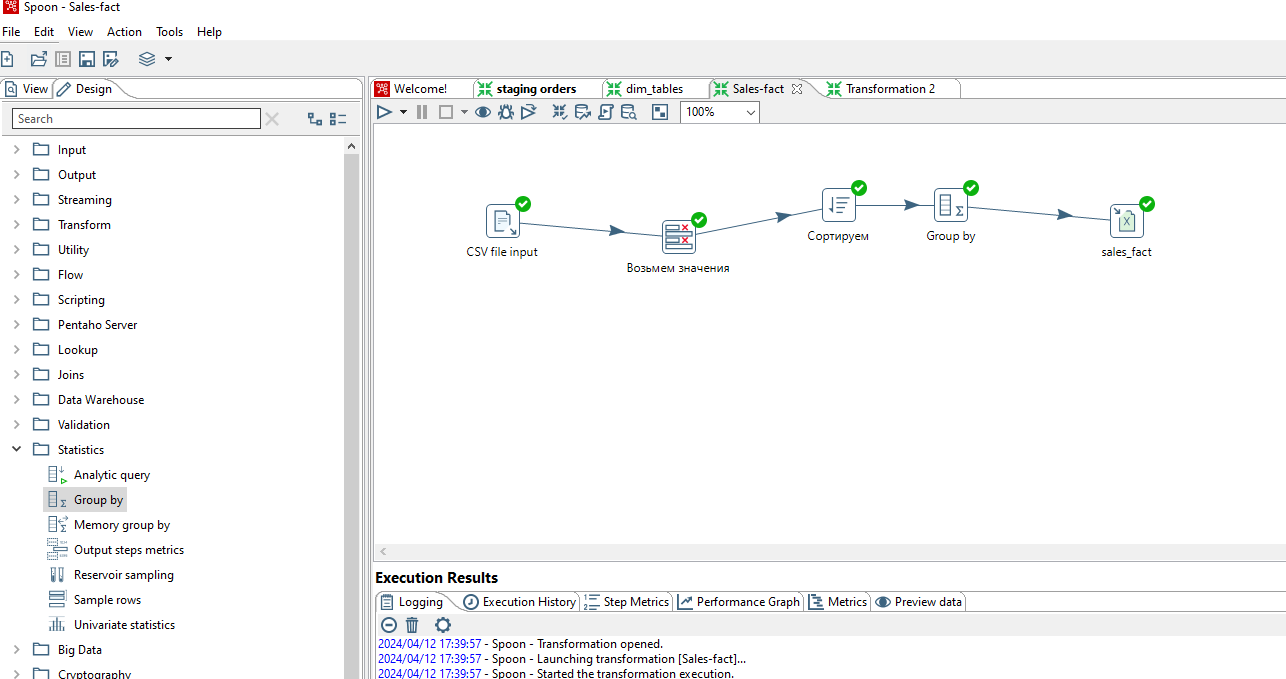 Spoon - Sales-fact
File Edit View Action Tools Help
View Design
Search
Input
Output
Streaming
Transform
Utility
Flow
Scripting
Pentaho Server
Lookup
Joins
Data Warehouse
Validation
Statistics
Analytic query
Group by
Memory group by
Output steps metrics
Reservoir sampling
Sample rows
Univariate statistics
Big Data
Cryptography
Welcome! staging orders dim_tables Sales-fact Transformation 2
100%
CSV file input
Возьмем значения
Сортируем
Group by
sales_fact
Execution Results
Logging Execution History Step Metrics Performance Graph Metrics Preview data
2024/04/12 17:39:57 - Spoon - Transformation opened.
2024/04/12 17:39:57 - Spoon - Launching transformation [Sales-fact]...
2024/04/12 17:39:57 - Spoon - Started the transformation execution.